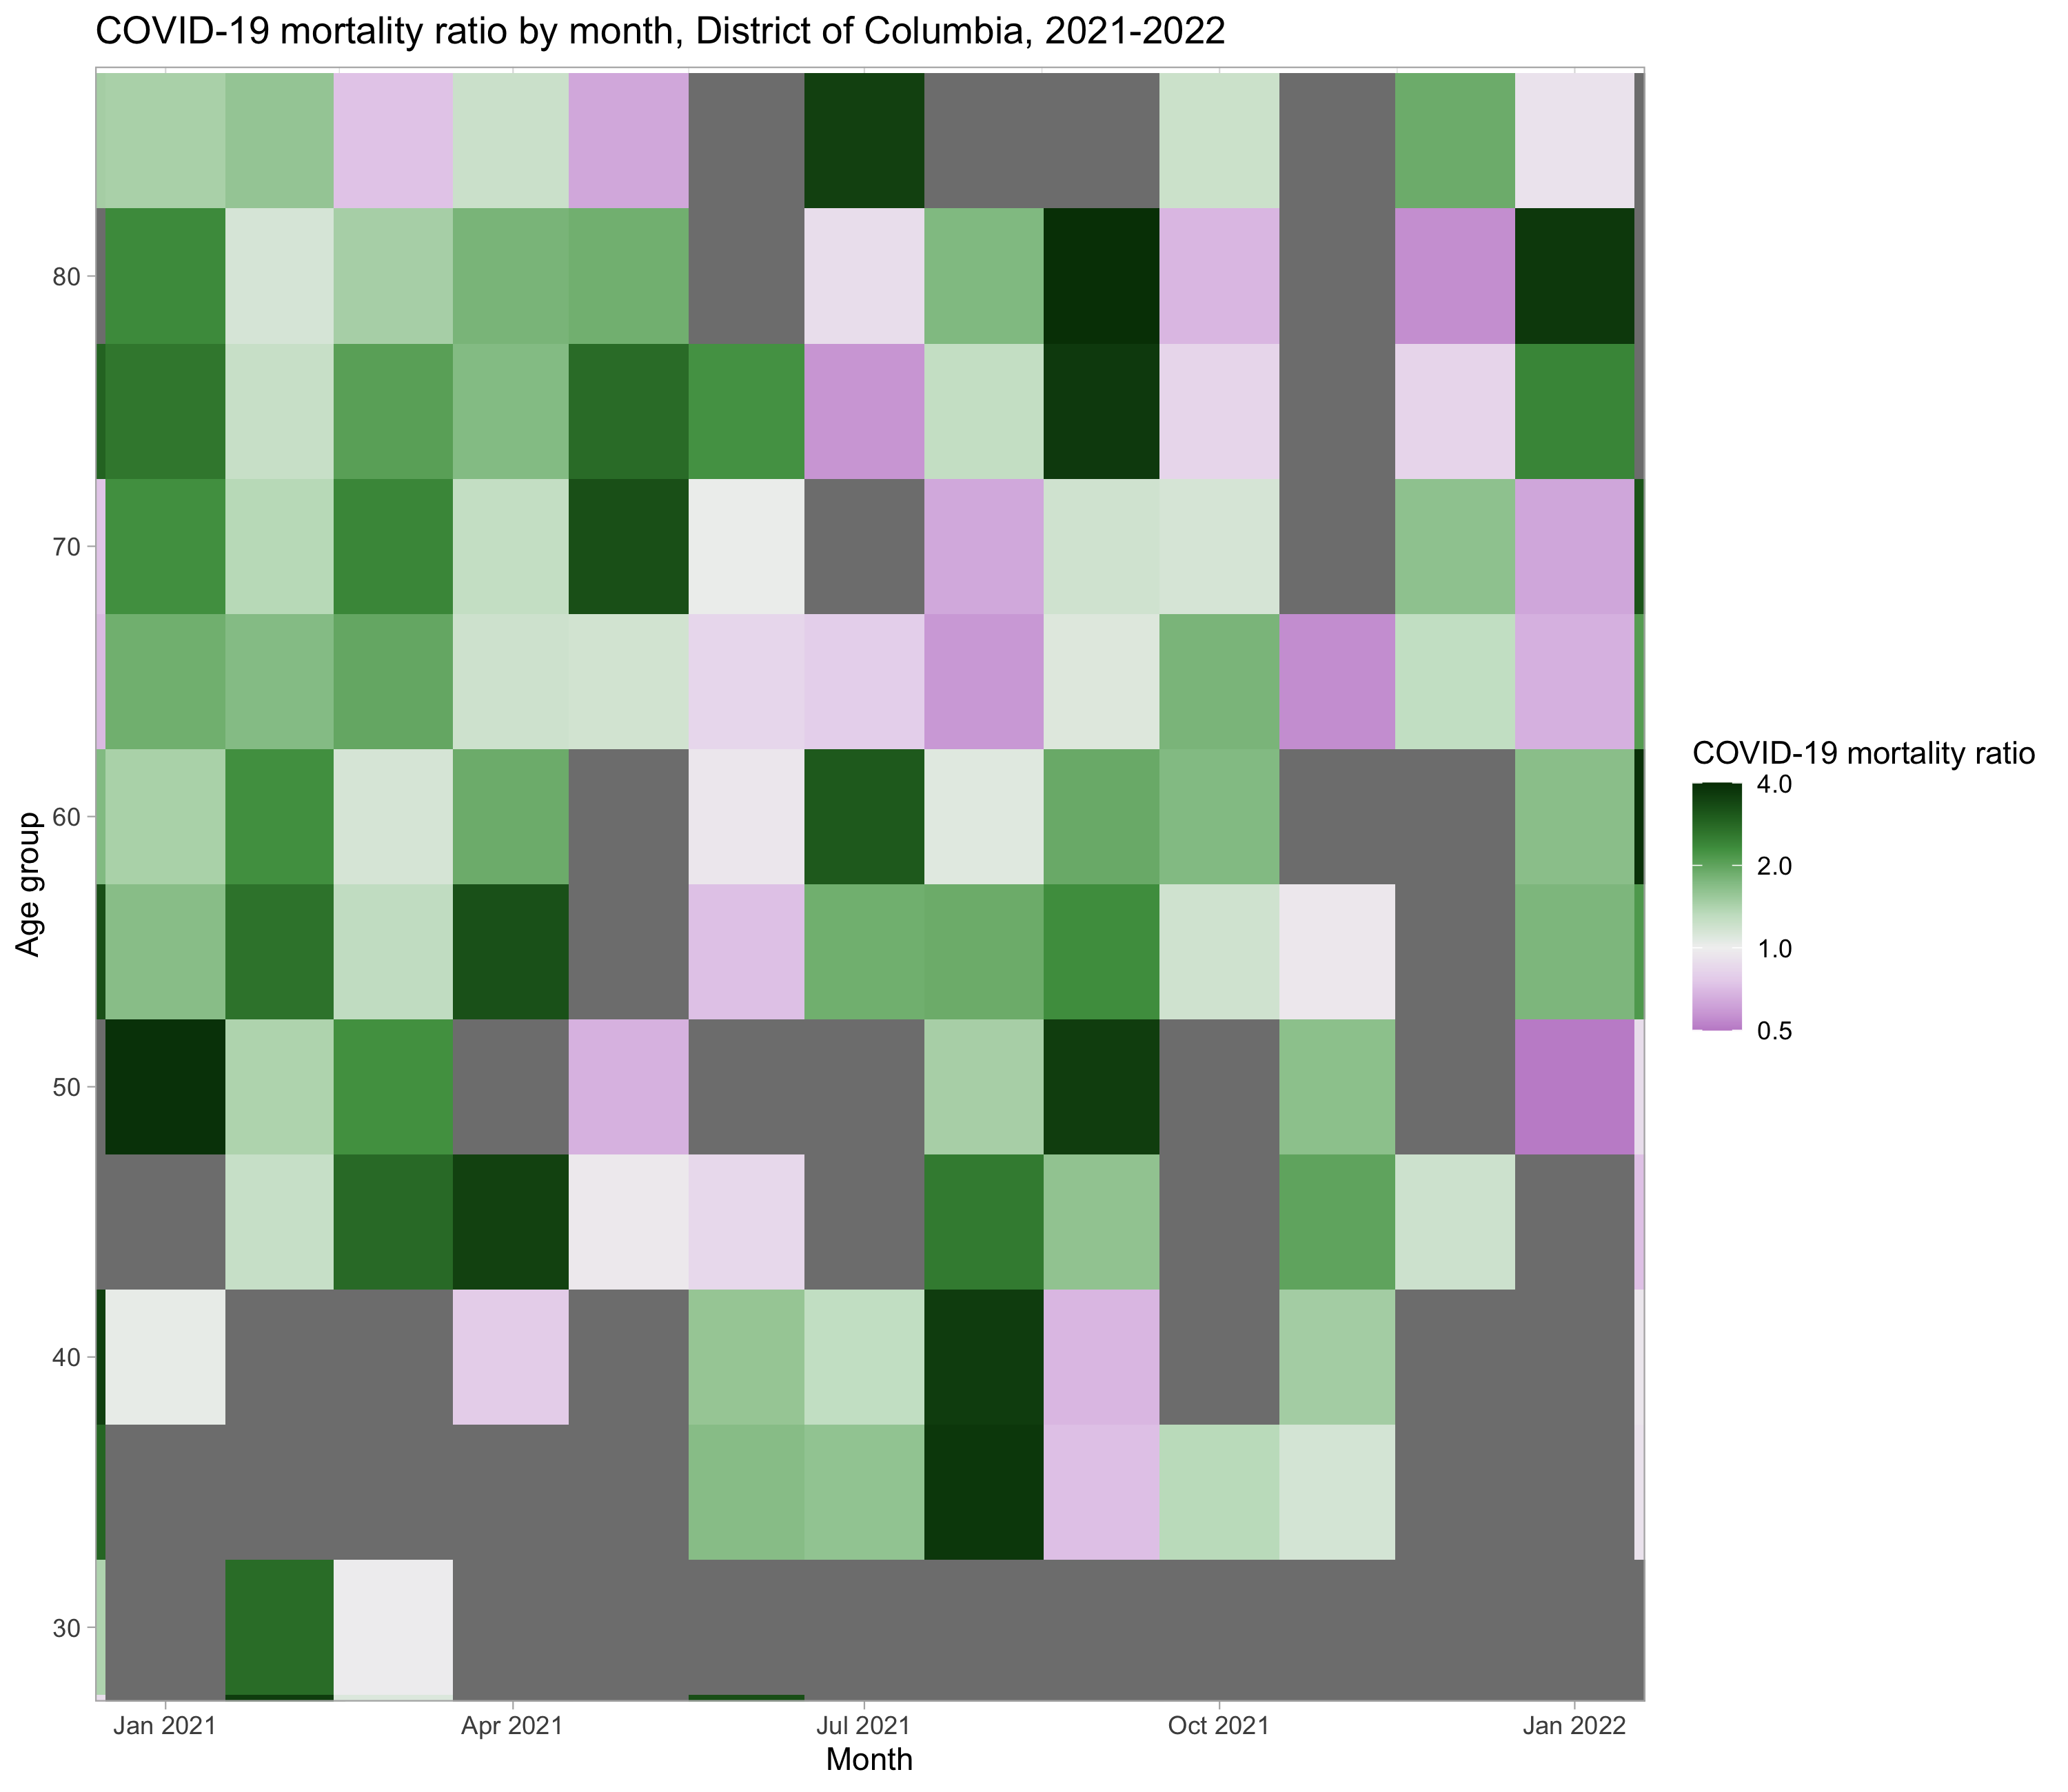 COVID-19 mortality ratio by month, District of Columbia, 2021-2022
80
70
60
50
40
30
Age group
Jan 2021
Apr 2021
Jul 2021
Oct 2021
Jan 2022
Month
COVID-19 mortality ratio
4.0
2.0
1.0
0.5